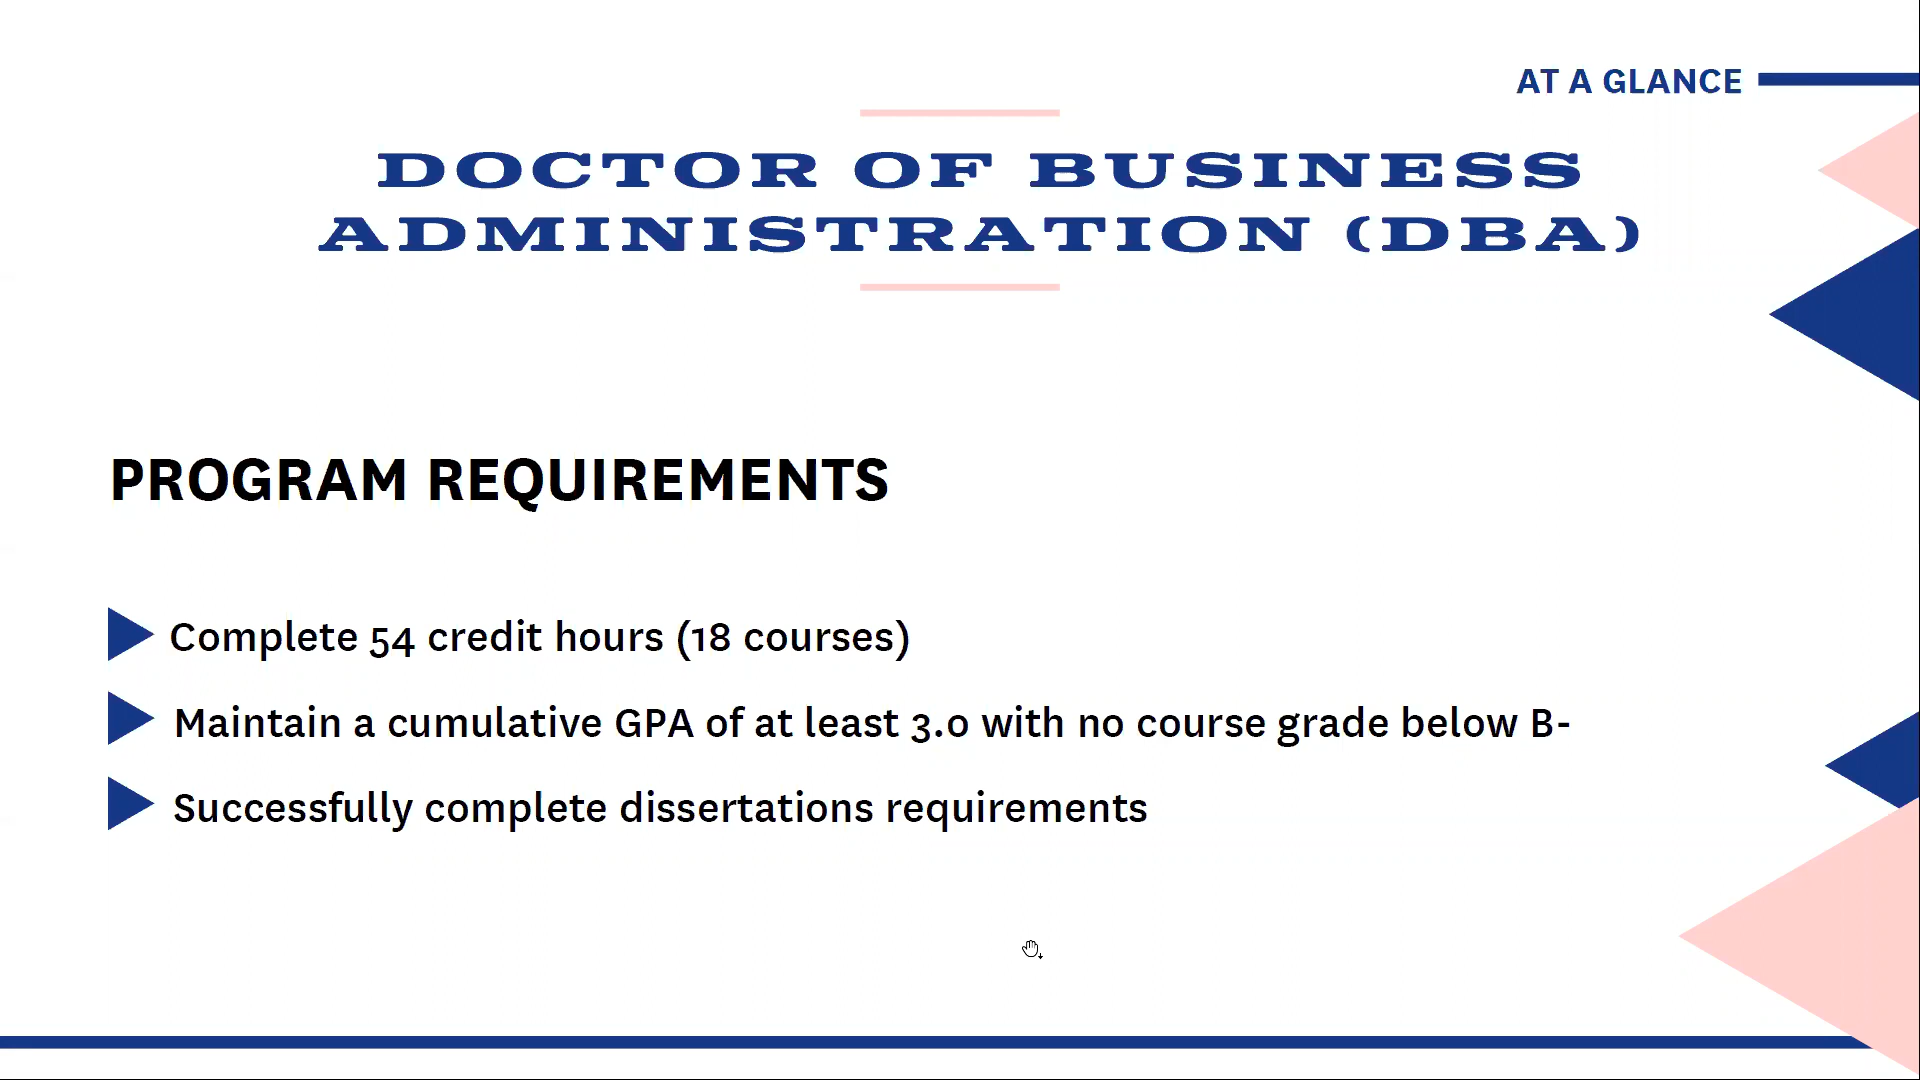 AT A GLANCE
DOCTOR OF BUSINESS
ADMINISTRATION (DBA)
PROGRAM REQUIREMENTS
Complete 54 credit hours (18 courses)
Maintain a cumulative GPA of at least 3.0 with no course grade below B-
Successfully complete dissertations requirements